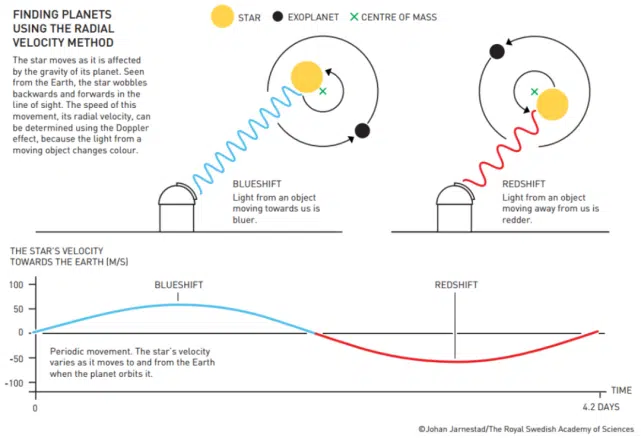 FINDING PLANETS
USING THE RADIAL
VELOCITY METHOD
The star moves as it is affected
by the gravity of its planet. Seen
from the Earth, the star wobbles
backwards and forwards in the
line of sight. The speed of this
movement, its radial velocity, can
be determined using the Doppler
effect, because the light from a
moving object changes colour.
STAR
EXOPLANET
CENTRE OF MASS
BLUESHIFT
Light from an object
moving towards us is
bluer.
REDSHIFT
Light from an object
moving away from us is
redder.
THE STAR'S VELOCITY
TOWARDS THE EARTH (M/S)
100
50
0
-50
-100
BLUESHIFT
REDSHIFT
Periodic movement. The star's velocity
varies as it moves to and from the Earth
when the planet orbits it.
TIME
0
4.2 DAYS
©Johan Jarnestad/The Royal Swedish Academy of Sciences